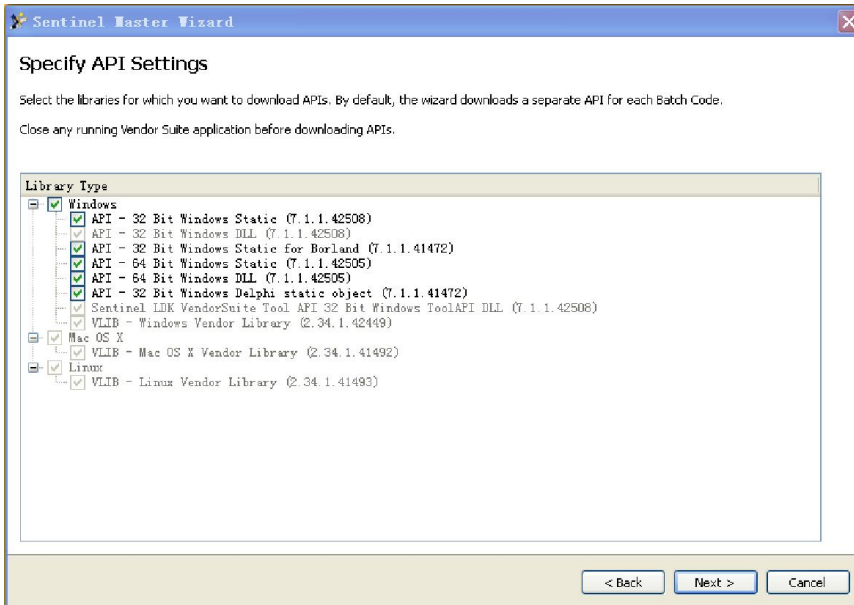 Sentinel Master Wizard
Specify API Settings
Select the libraries for which you want to download APIs. By default, the wizard downloads a separate API for each Batch Code.
Close any running Vendor Suite application before downloading APIs.
Library Type
Windows
API - 32 Bit Windows Static (7.1.1.42508)
API - 32 Bit Windows DLL (7.1.1.42508)
API - 32 Bit Windows Static for Borland (7.1.1.41472)
API - 64 Bit Windows Static (7.1.1.42505)
API - 64 Bit Windows DLL (7.1.1.42505)
API - 32 Bit Windows Delphi static object (7.1.1.41472)
Sentinel LDK VendorSuite Tool API 32 Bit Windows ToolAPI DLL (7.1.1.42508)
VLIB - Windows Vendor Library (2.34.1.42449)
Mac OS X
VLIB - Mac OS X Vendor Library (2.34.1.41492)
Linux
VLIB - Linux Vendor Library (2.34.1.41493)
< Back Next > Cancel